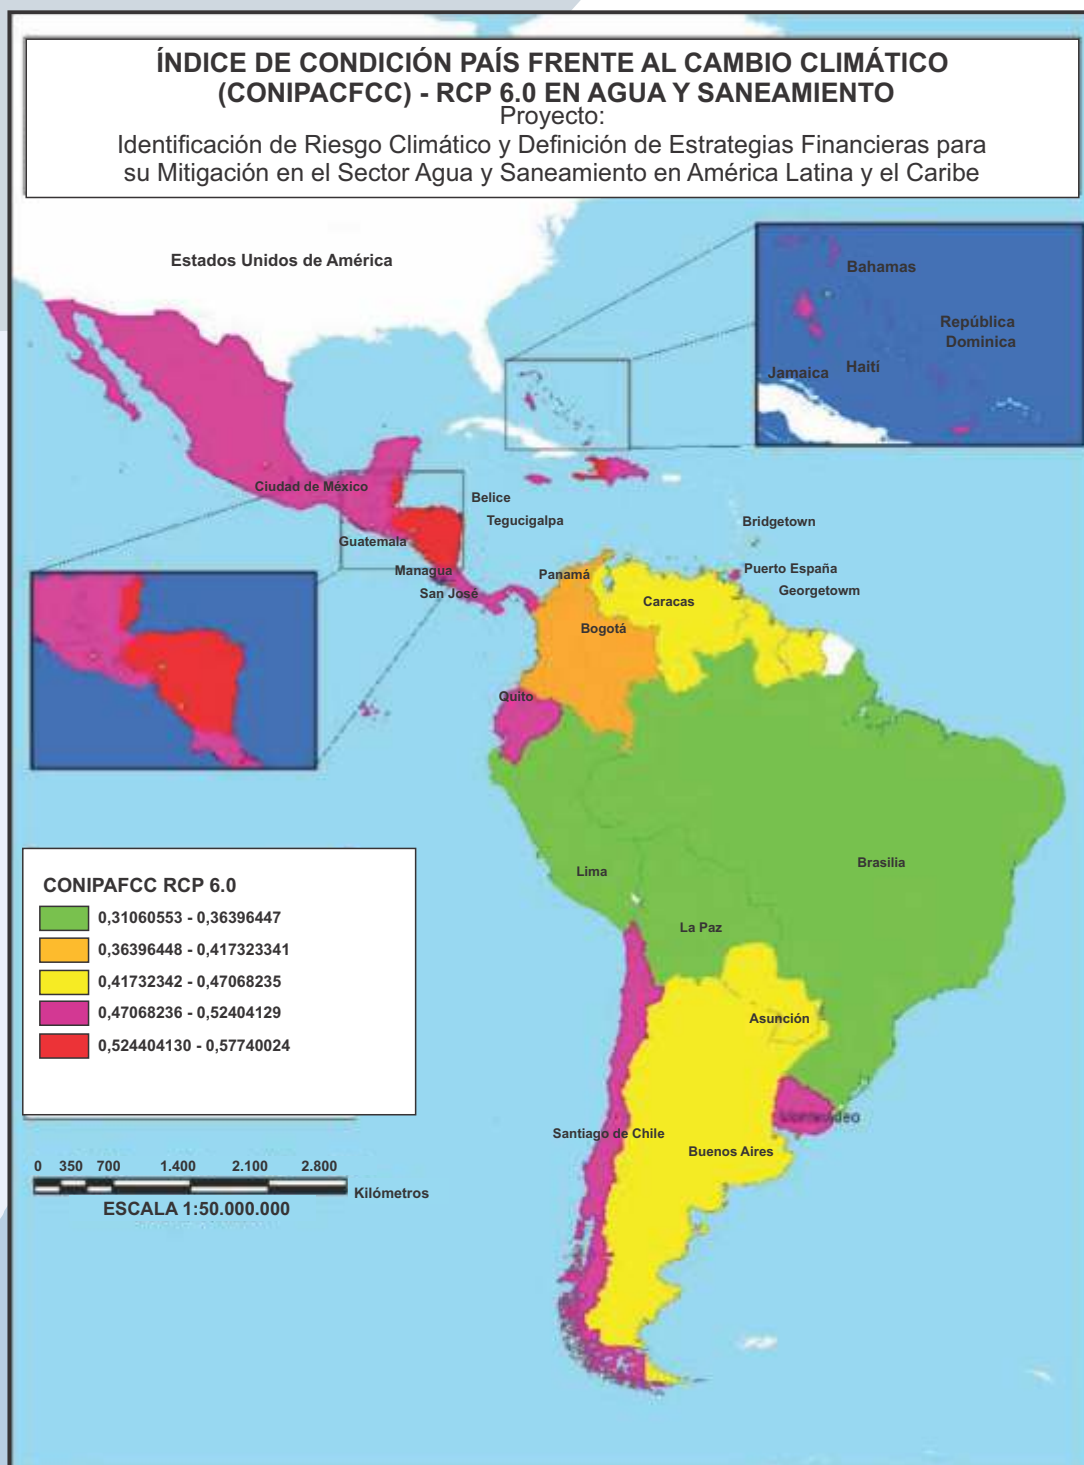 ÍNDICE DE CONDICIÓN PAÍS FRENTE AL CAMBIO CLIMÁTICO
(CONIPACFCC) - RCP 6.0 EN AGUA Y SANEAMIENTO
Proyecto:
Identificación de Riesgo Climático y Definición de Estrategias Financieras para
su Mitigación en el Sector Agua y Saneamiento en América Latina y el Caribe
Estados Unidos de América
Bahamas
República
Dominica
Haití
Jamaica
Ciudad de México
Belice
Tegucigalpa
Guatemala
Managua
San José
Panamá
Bridgetown
Puerto España
Georgetowm
Caracas
Bogotá
Quito
Lima
Brasilia
La Paz
Asunción
Montevideo
Santiago de Chile
Buenos Aires
CONIPAFCC RCP 6.0
0,31060553 - 0,36396447
0,36396448 - 0,417323341
0,41732342 - 0,47068235
0,47068236 - 0,52404129
0,524404130 - 0,57740024
0 350 700 1.400 2.100 2.800
Kilómetros
ESCALA 1:50.000.000